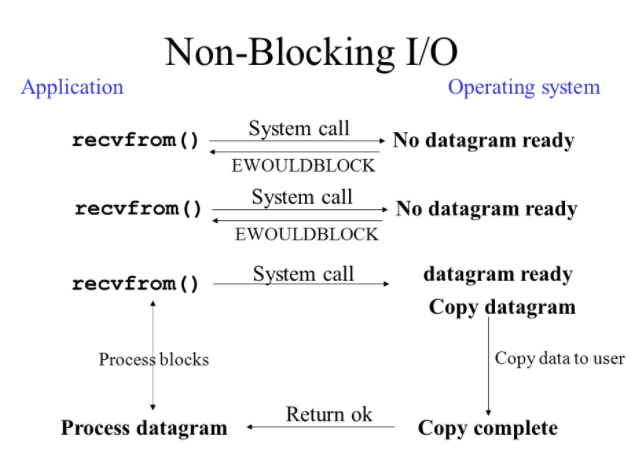 Non-Blocking I/O
Application Operating system
recvfrom() System call No datagram ready
EWOULDBLOCK
recvfrom() System call No datagram ready
EWOULDBLOCK
recvfrom() System call datagram ready
Copy datagram
Process blocks Copy data to user
Process datagram Return ok Copy complete